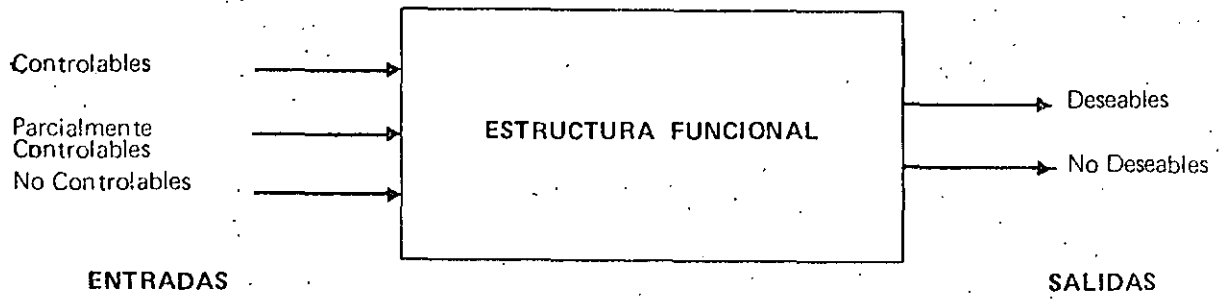 Controlables
Parcialmente
Controlables
No Controlables
ESTRUCTURA FUNCIONAL
Deseables
No Deseables
ENTRADAS
SALIDAS